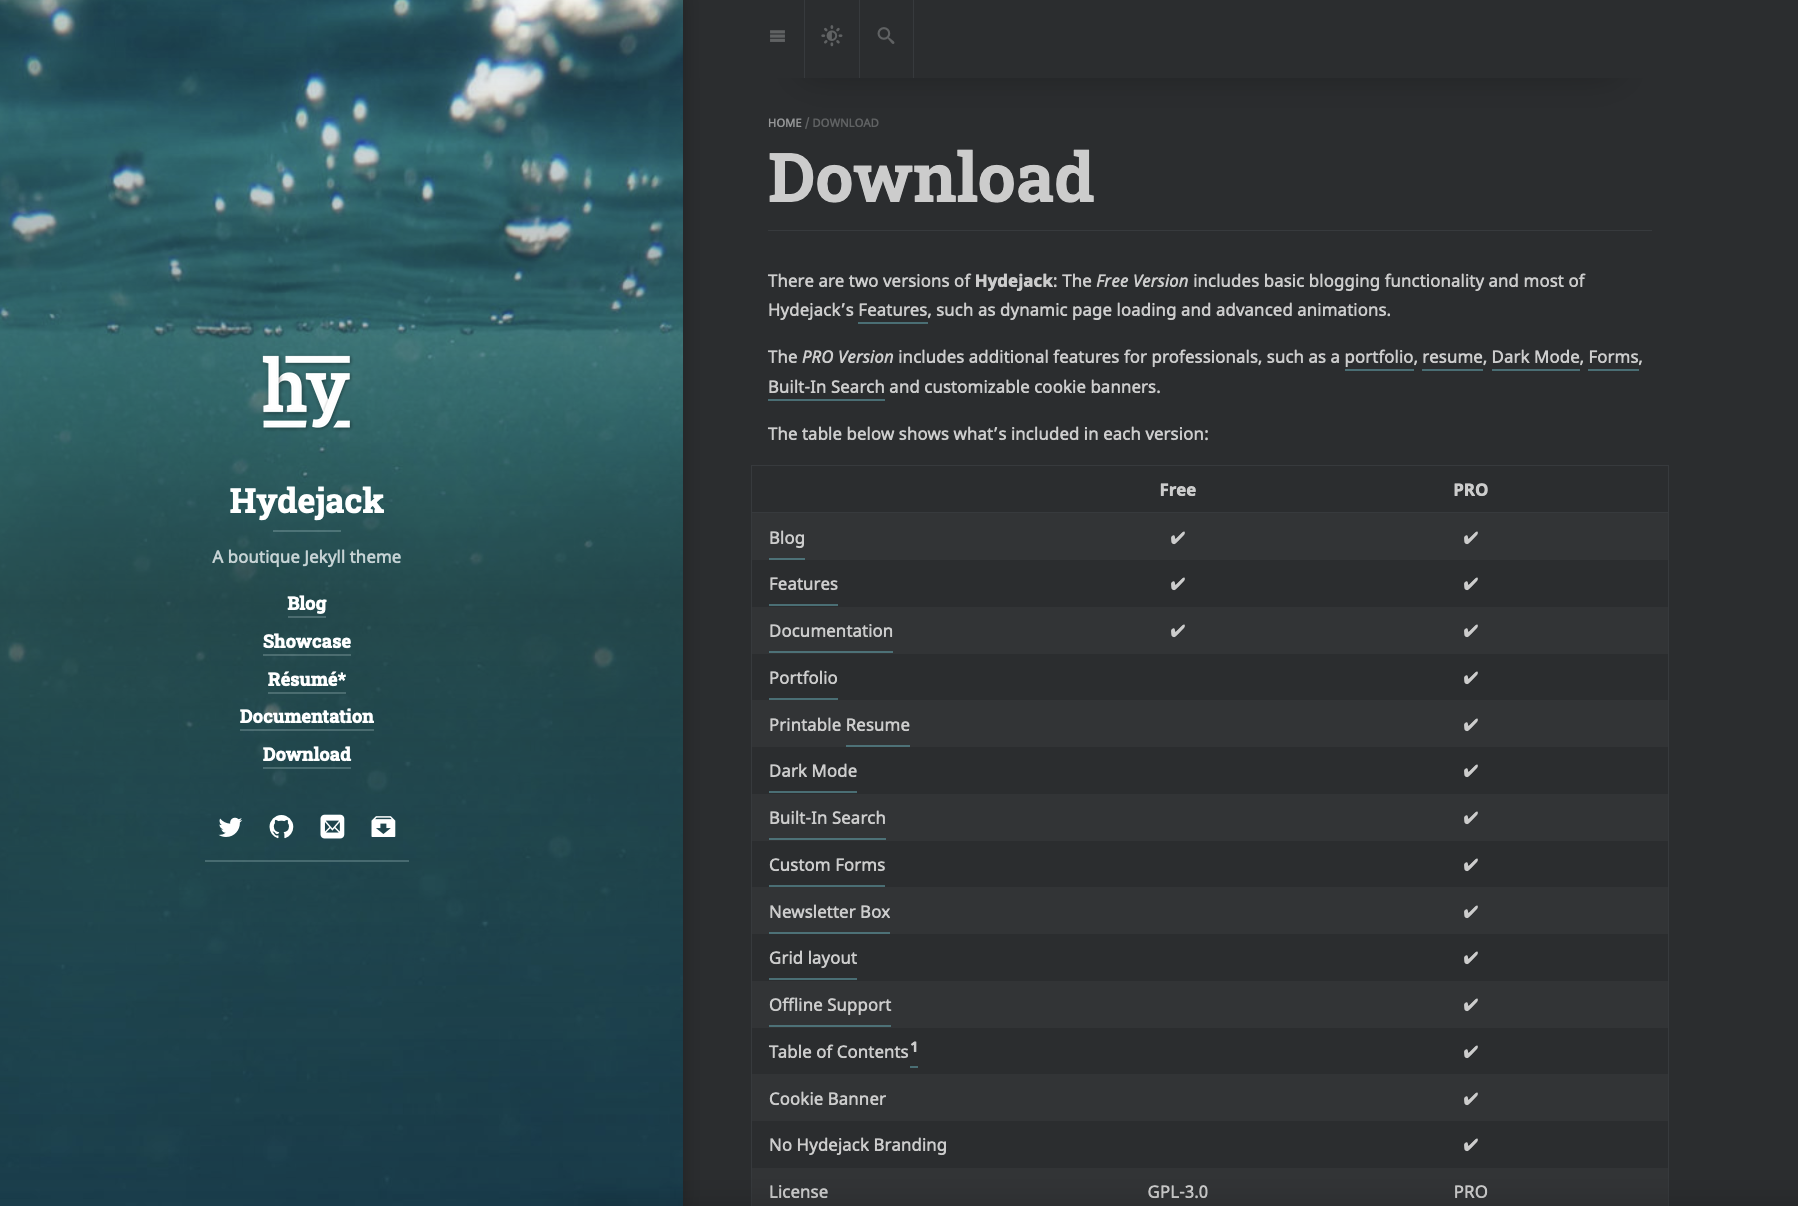 hy
Hydejack
A boutique Jekyll theme
Blog
Showcase
Résumé*
Documentation
Download
HOME / DOWNLOAD
Download
There are two versions of Hydejack: The Free Version includes basic blogging functionality and most of
Hydejack’s Features, such as dynamic page loading and advanced animations.
The PRO Version includes additional features for professionals, such as a portfolio, resume, Dark Mode, Forms,
Built-In Search and customizable cookie banners.
The table below shows what’s included in each version:
Free PRO
Blog ✔ ✔
Features ✔ ✔
Documentation ✔ ✔
Portfolio ✔
Printable Resume ✔
Dark Mode ✔
Built-In Search ✔
Custom Forms ✔
Newsletter Box ✔
Grid layout ✔
Offline Support ✔
Table of Contents1 ✔
Cookie Banner ✔
No Hydejack Branding ✔
License GPL-3.0 PRO